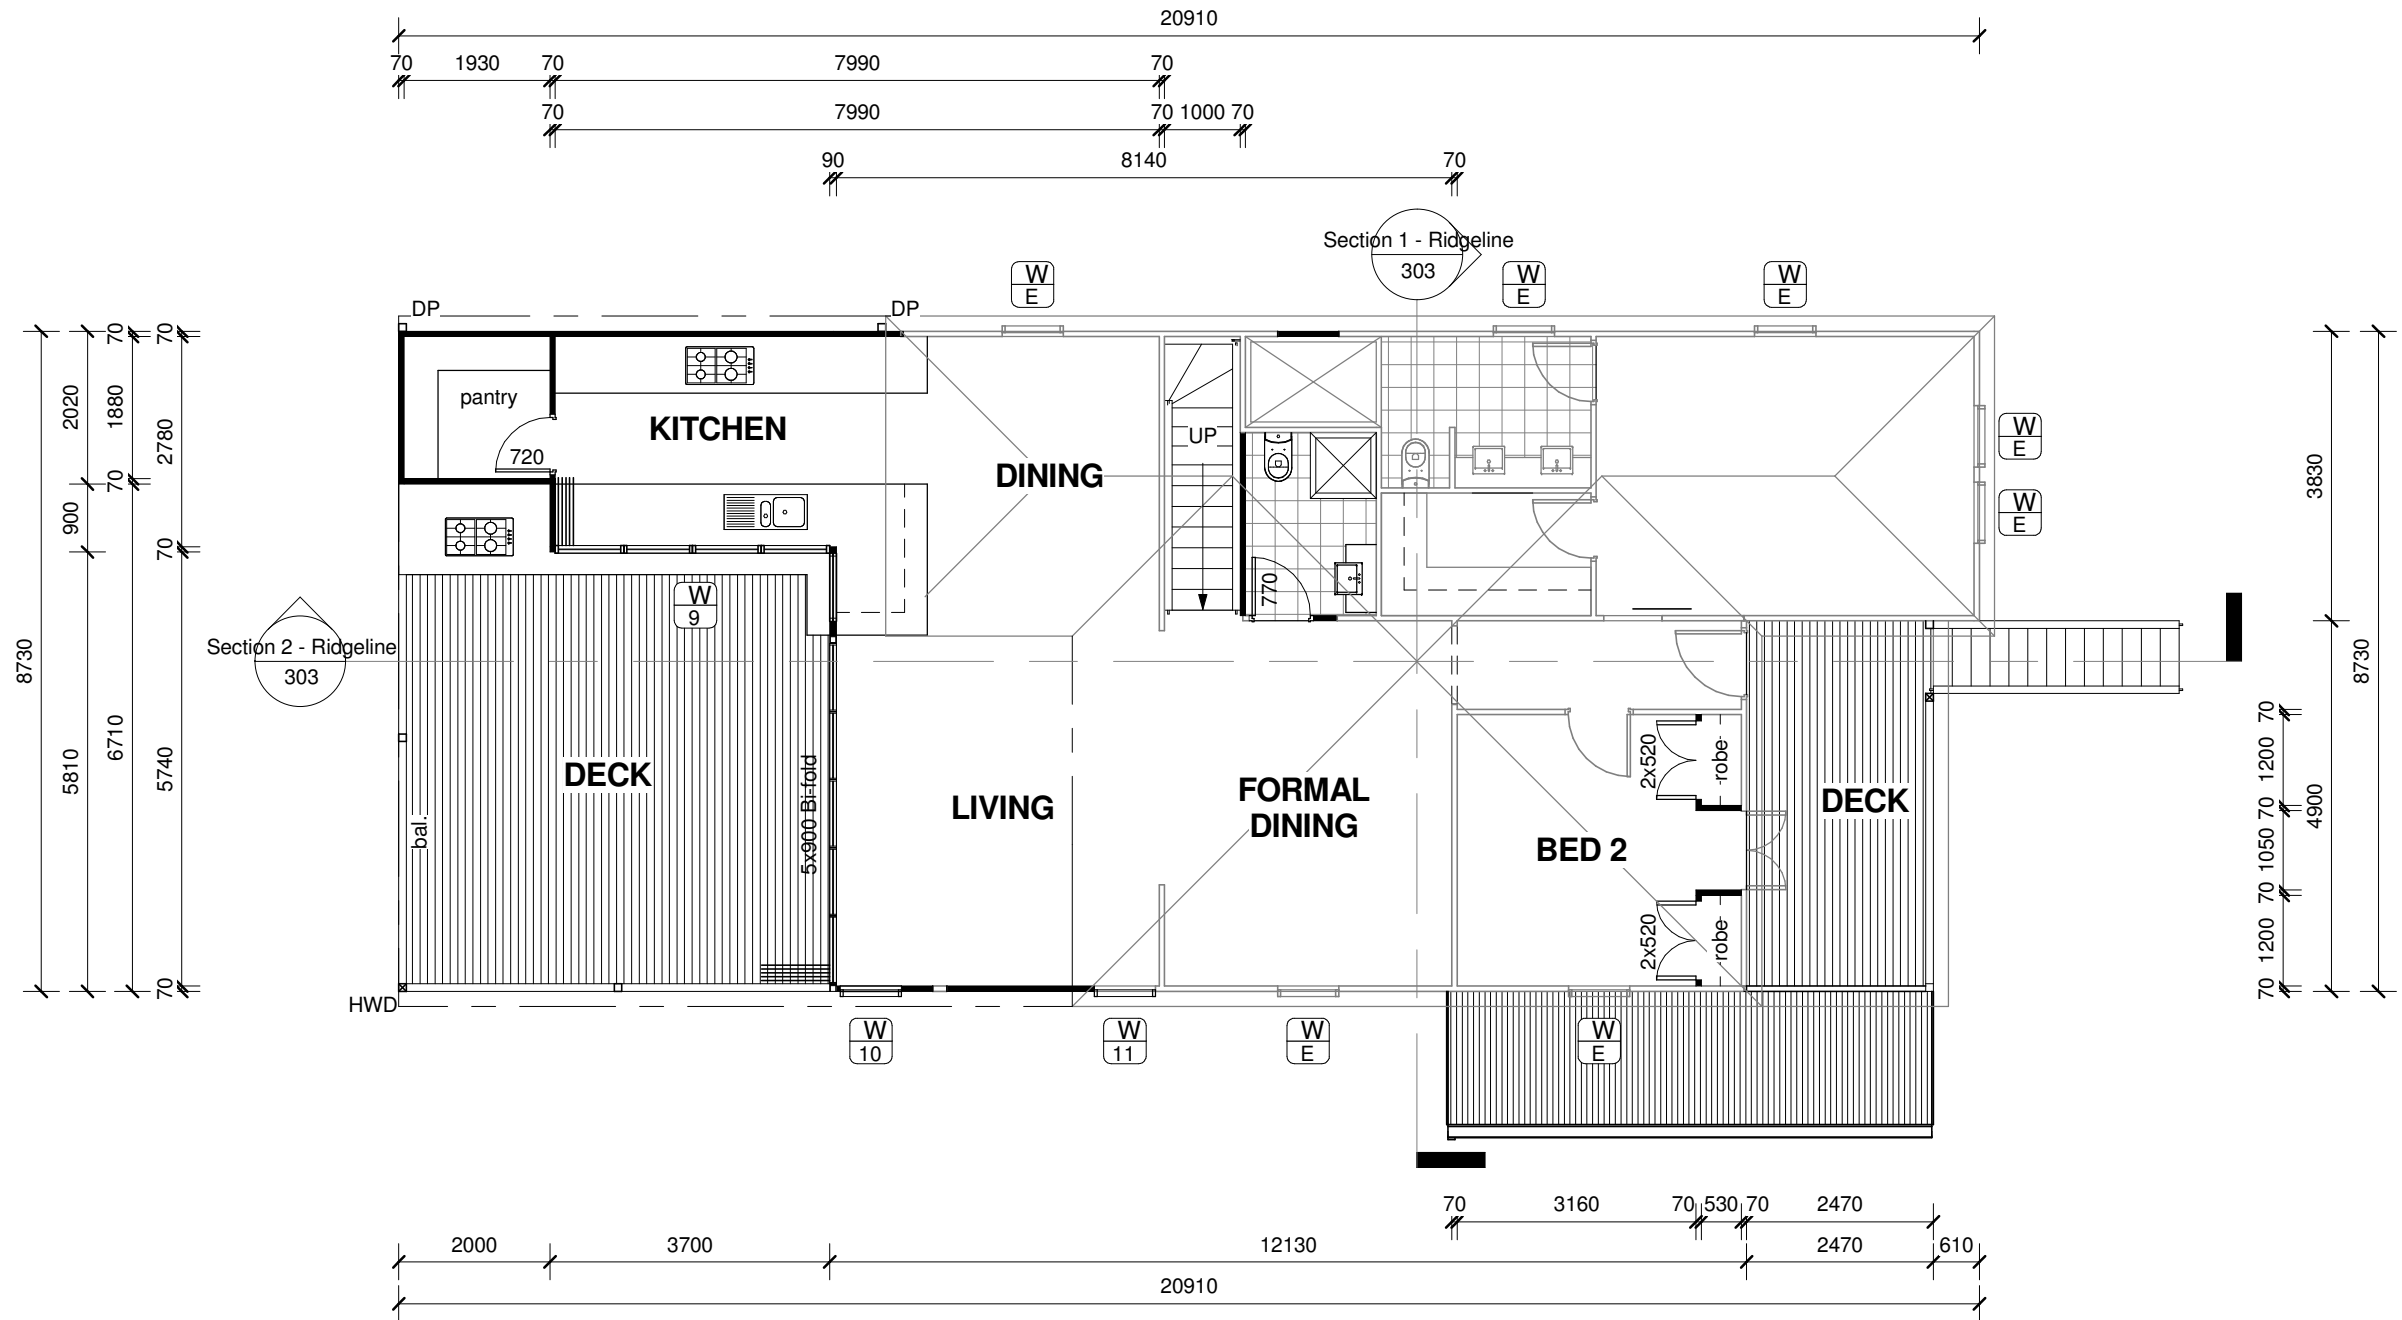 20910
70 1930 70 7990 70
70 7990 70 1000 70
90 8140 70
Section 1 - Ridgeline
303
W
E
W
E
W
E
DP
DP
pantry
KITCHEN
720
DINING
UP
770
W
E
W
E
W
9
Section 2 - Ridgeline
303
DECK
bal.
5x900 Bi-fold
LIVING
FORMAL
DINING
BED 2
2x520
robe
2x520
robe
DECK
HWD
W
10
W
11
W
E
W
E
8730
2020
900
5810
70
1880
70
6710
70
2780
70
5740
70
3830
4900
8730
70
1200
70
1050
70
1200
70
70 3160 70 530 70 2470
2000 3700 12130 2470 610
20910